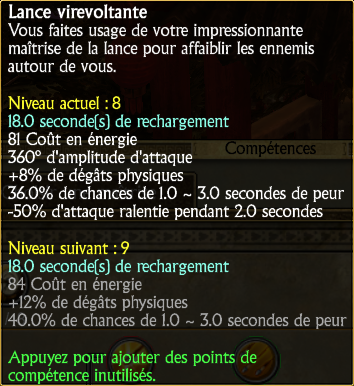 Lance virevoltante
Vous faites usage de votre impressionnante
maîtrise de la lance pour affaiblir les ennemis
autour de vous.
Niveau actuel : 8
18.0 seconde(s) de rechargement
81 Coût en énergie
Compétences
360° d'amplitude d'attaque
+8% de dégâts physiques
36.0% de chances de 1.0 ~ 3.0 secondes de peur
-50% d'attaque ralentie pendant 2.0 secondes
Niveau suivant : 9
18.0 seconde(s) de rechargement
84 Coût en énergie
+12% de dégâts physiques
40.0% de chances de 1.0 ~ 3.0 secondes de peur
Appuyez pour ajouter des points de
compétence inutilisés.